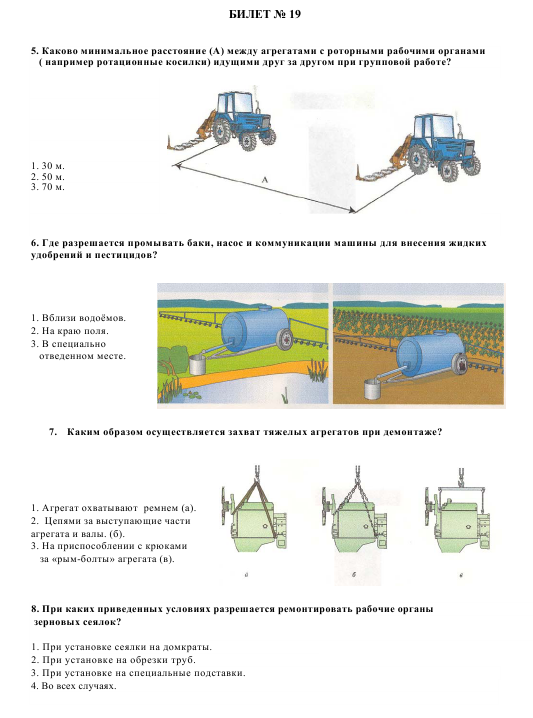 БИЛЕТ № 19
5. Каково минимальное расстояние (А) между агрегатами с роторными рабочими органами
( например ротационные косилки) идущими друг за другом при групповой работе?
1. 30 м.
2. 50 м.
3. 70 м.
А
6. Где разрешается промывать баки, насос и коммуникации машины для внесения жидких
удобрений и пестицидов?
1. Вблизи водоёмов.
2. На краю поля.
3. В специально
отведенном месте.
7. Каким образом осуществляется захват тяжелых агрегатов при демонтаже?
1. Агрегат охватывают ремнем (а).
2. Цепями за выступающие части
агрегата и валы. (б).
3. На приспособлении с крюками
за «рым-болты» агрегата (в).
а б в
8. При каких приведенных условиях разрешается ремонтировать рабочие органы
зерновых сеялок?
1. При установке сеялки на домкраты.
2. При установке на обрезки труб.
3. При установке на специальные подставки.
4. Во всех случаях.